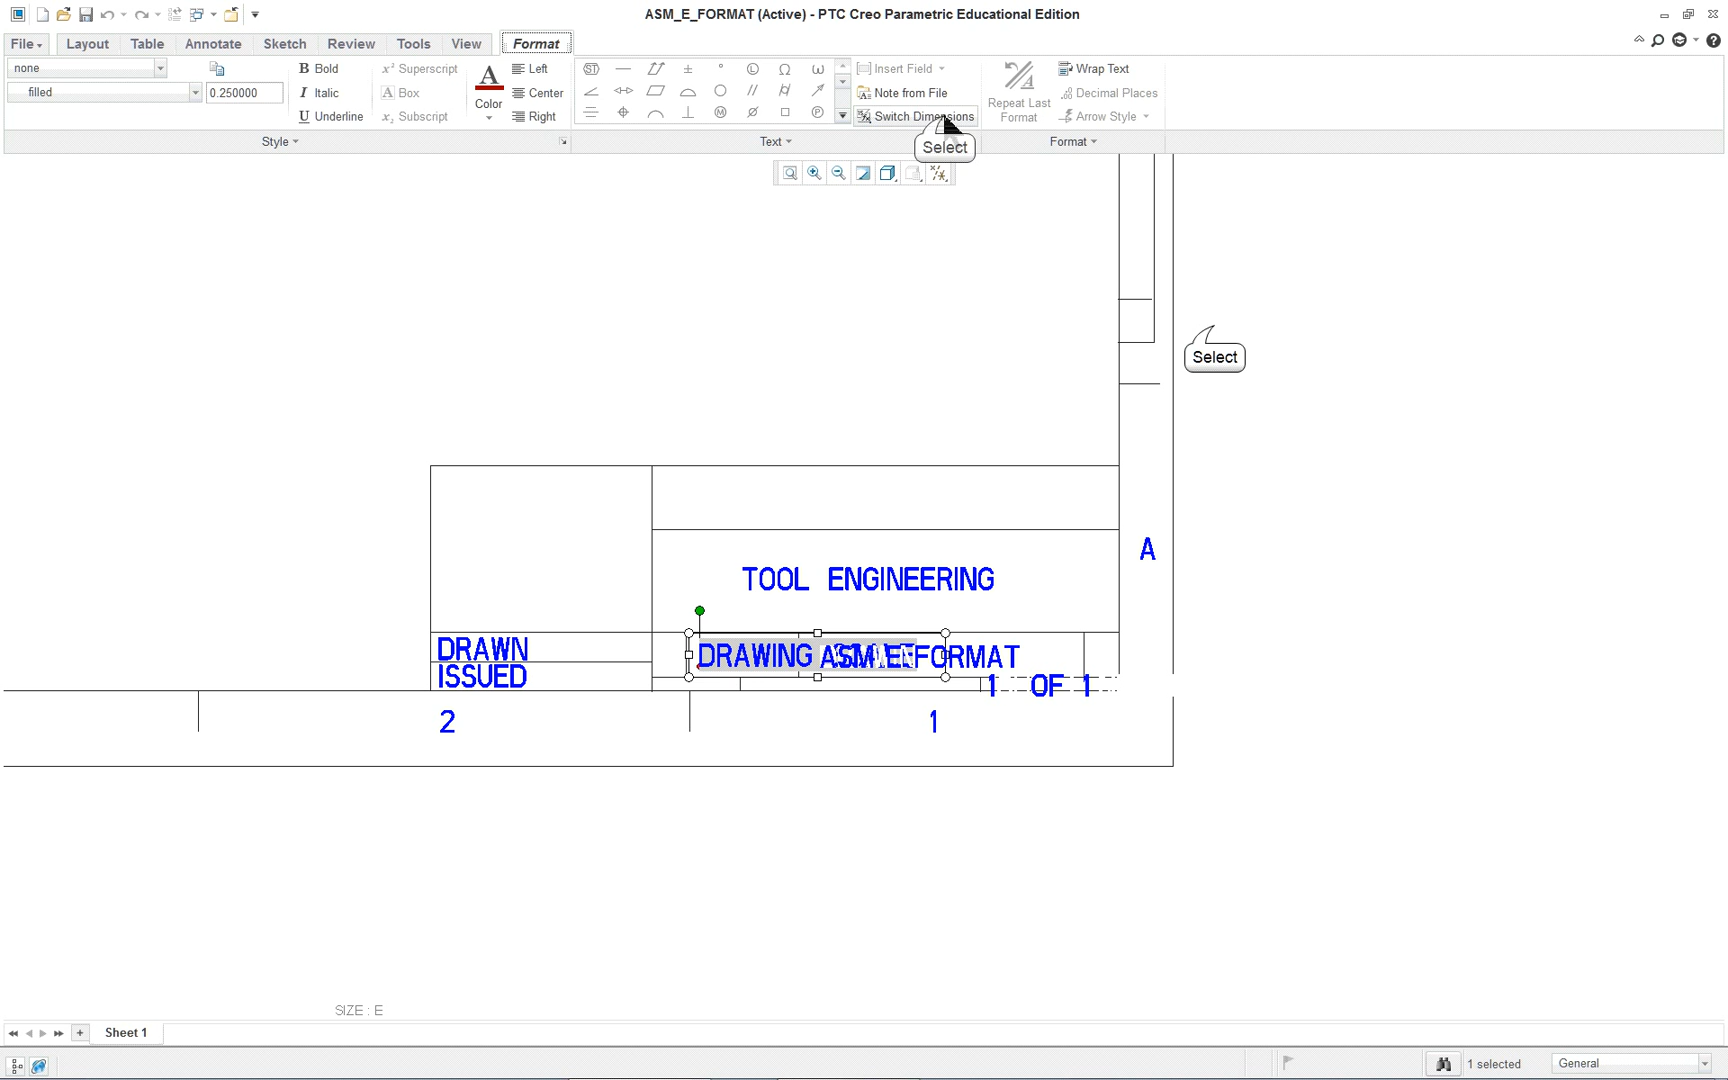 ASM_E_FORMAT (Active) - PTC Creo Parametric Educational Edition
File Layout Table Annotate Sketch Review Tools View Format
none
filled 0.250000
Bold
Italic
Underline
Superscript
Box
Subscript
Color
Left
Center
Right
Insert Field
Note from File
Switch Dimensions
Repeat Last
Format
Wrap Text
Decimal Places
Arrow Style
Style Text Format
Select
Select
A
TOOL ENGINEERING
DRAWN
ISSUED
DRAWING
FORMAT
1 OF 1
2 1
SIZE : E
Sheet 1
1 selected General